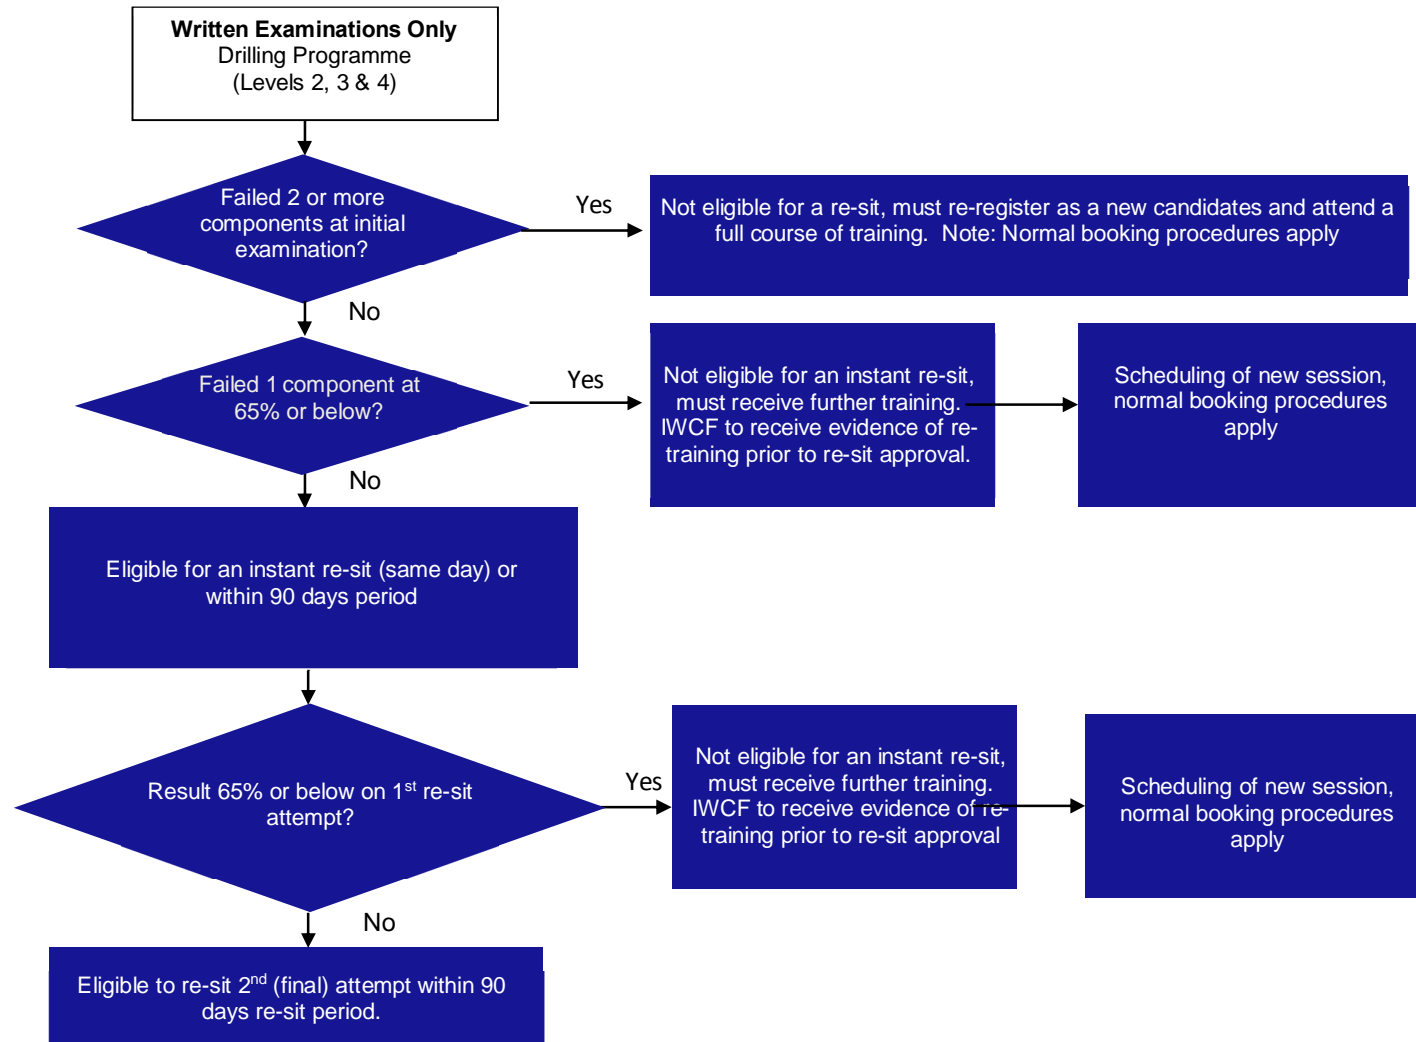 Written Examinations Only
Drilling Programme
(Levels 2, 3 & 4)
Failed 2 or more
components at initial
examination?
Yes
Not eligible for a re-sit, must re-register as a new candidates and attend a
full course of training.  Note: Normal booking procedures apply
No
Failed 1 component at
65% or below?
Yes
Not eligible for an instant re-sit,
must receive further training.
IWCF to receive evidence of re-
training prior to re-sit approval.
Scheduling of new session,
normal booking procedures
apply
No
Eligible for an instant re-sit (same day) or
within 90 days period
Result 65% or below on 1st re-sit
attempt?
Yes
Not eligible for an instant re-sit,
must receive further training.
IWCF to receive evidence of re-
training prior to re-sit approval
Scheduling of new session,
normal booking procedures
apply
No
Eligible to re-sit 2nd (final) attempt within 90
days re-sit period.